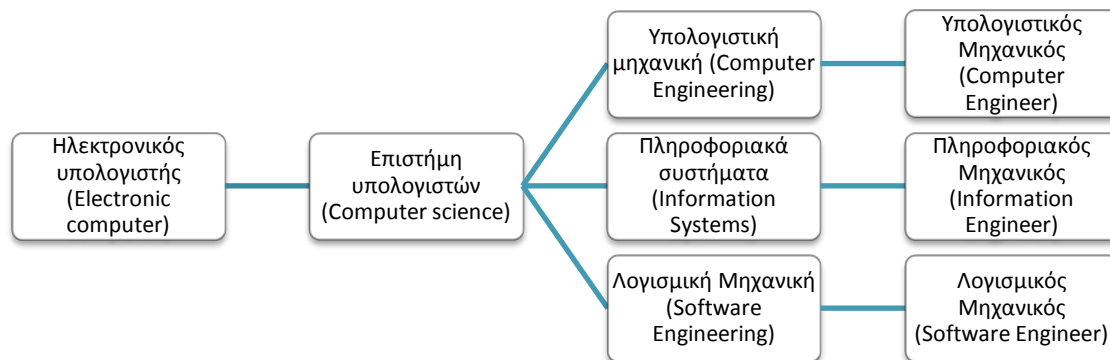 Ηλεκτρονικός
υπολογιστής
(Electronic
computer)
Επιστήμη
υπολογιστών
(Computer science)
Υπολογιστική
μηχανική (Computer
Engineering)
Υπολογιστικός
Μηχανικός
(Computer
Engineer)
Πληροφοριακά
συστήματα
(Information
Systems)
Πληροφοριακός
Μηχανικός
(Information
Engineer)
Λογισμική Μηχανική
(Software
Engineering)
Λογισμικός
Μηχανικός
(Software Engineer)